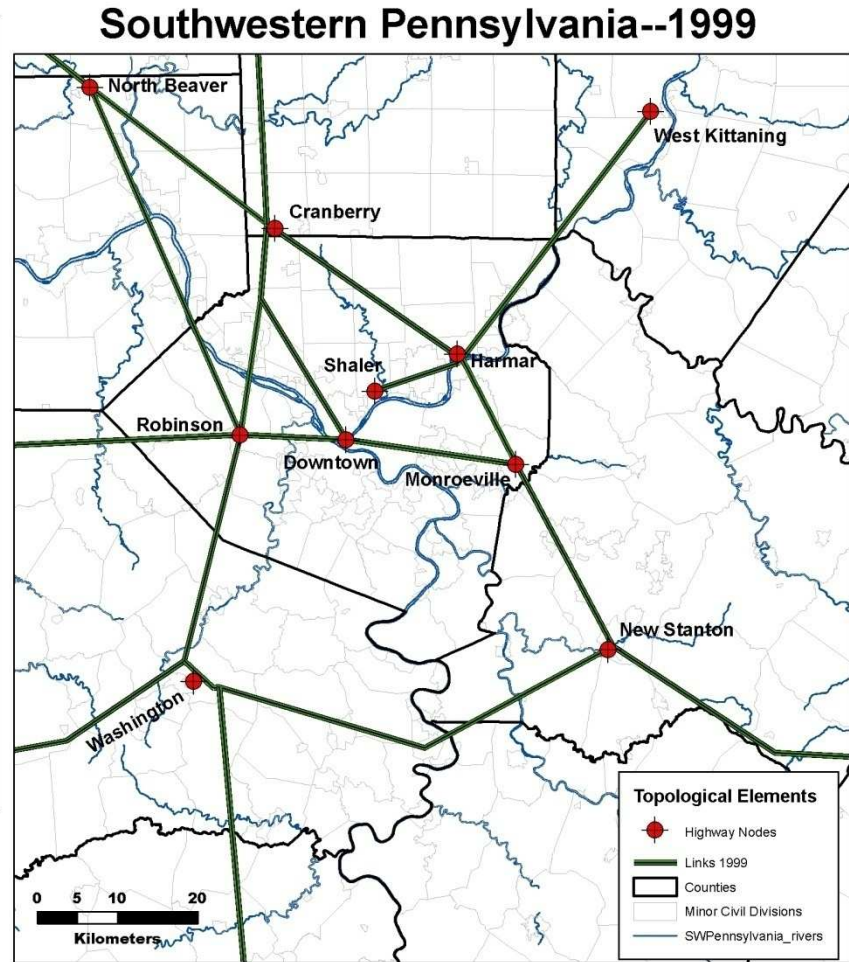 Southwestern Pennsylvania--1999
North Beaver
West Kittaning
Cranberry
Shaler
Harmar
Robinson
Downtown
Monroeville
New Stanton
Washington
Topological Elements
Highway Nodes
Links 1999
Counties
Minor Civil Divisions
SWPennsylvania_rivers
0 5 10 20
Kilometers